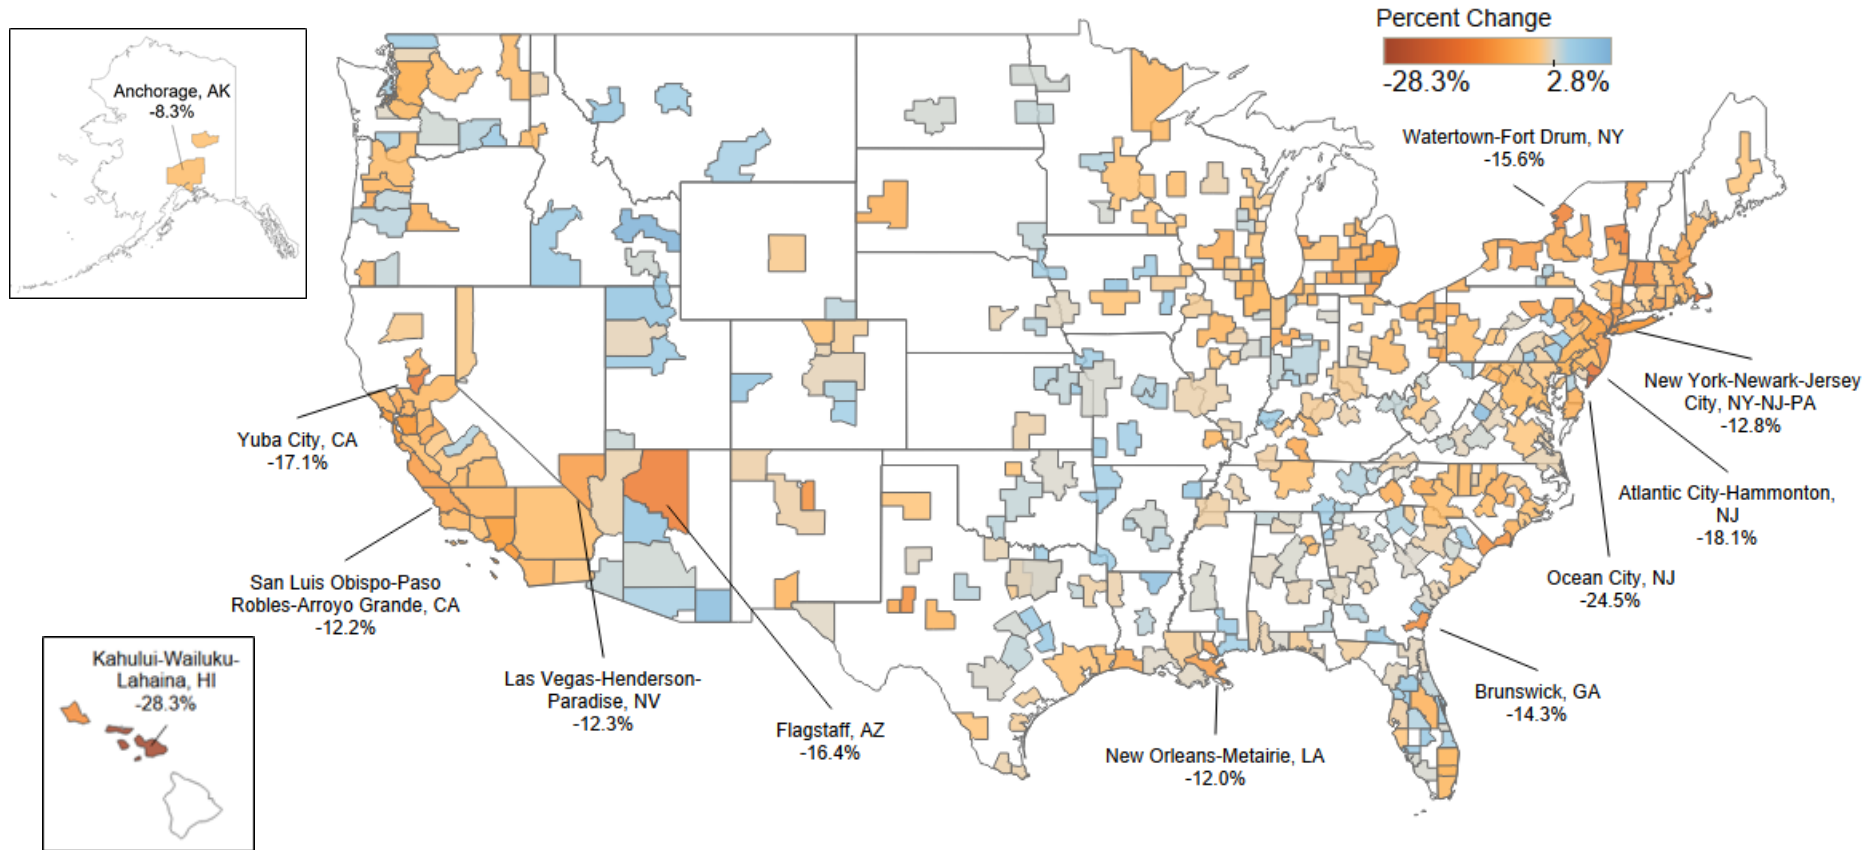 Percent Change
-28.3%
2.8%
Anchorage, AK
-8.3%
Watertown-Fort Drum, NY
-15.6%
New York-Newark-Jersey
City, NY-NJ-PA
-12.8%
Yuba City, CA
-17.1%
Atlantic City-Hammonton,
NJ
-18.1%
San Luis Obispo-Paso
Robles-Arroyo Grande, CA
-12.2%
Ocean City, NJ
-24.5%
Kahului-Wailuku-
Lahaina, HI
-28.3%
Las Vegas-Henderson-
Paradise, NV
-12.3%
Flagstaff, AZ
-16.4%
New Orleans-Metairie, LA
-12.0%
Brunswick, GA
-14.3%